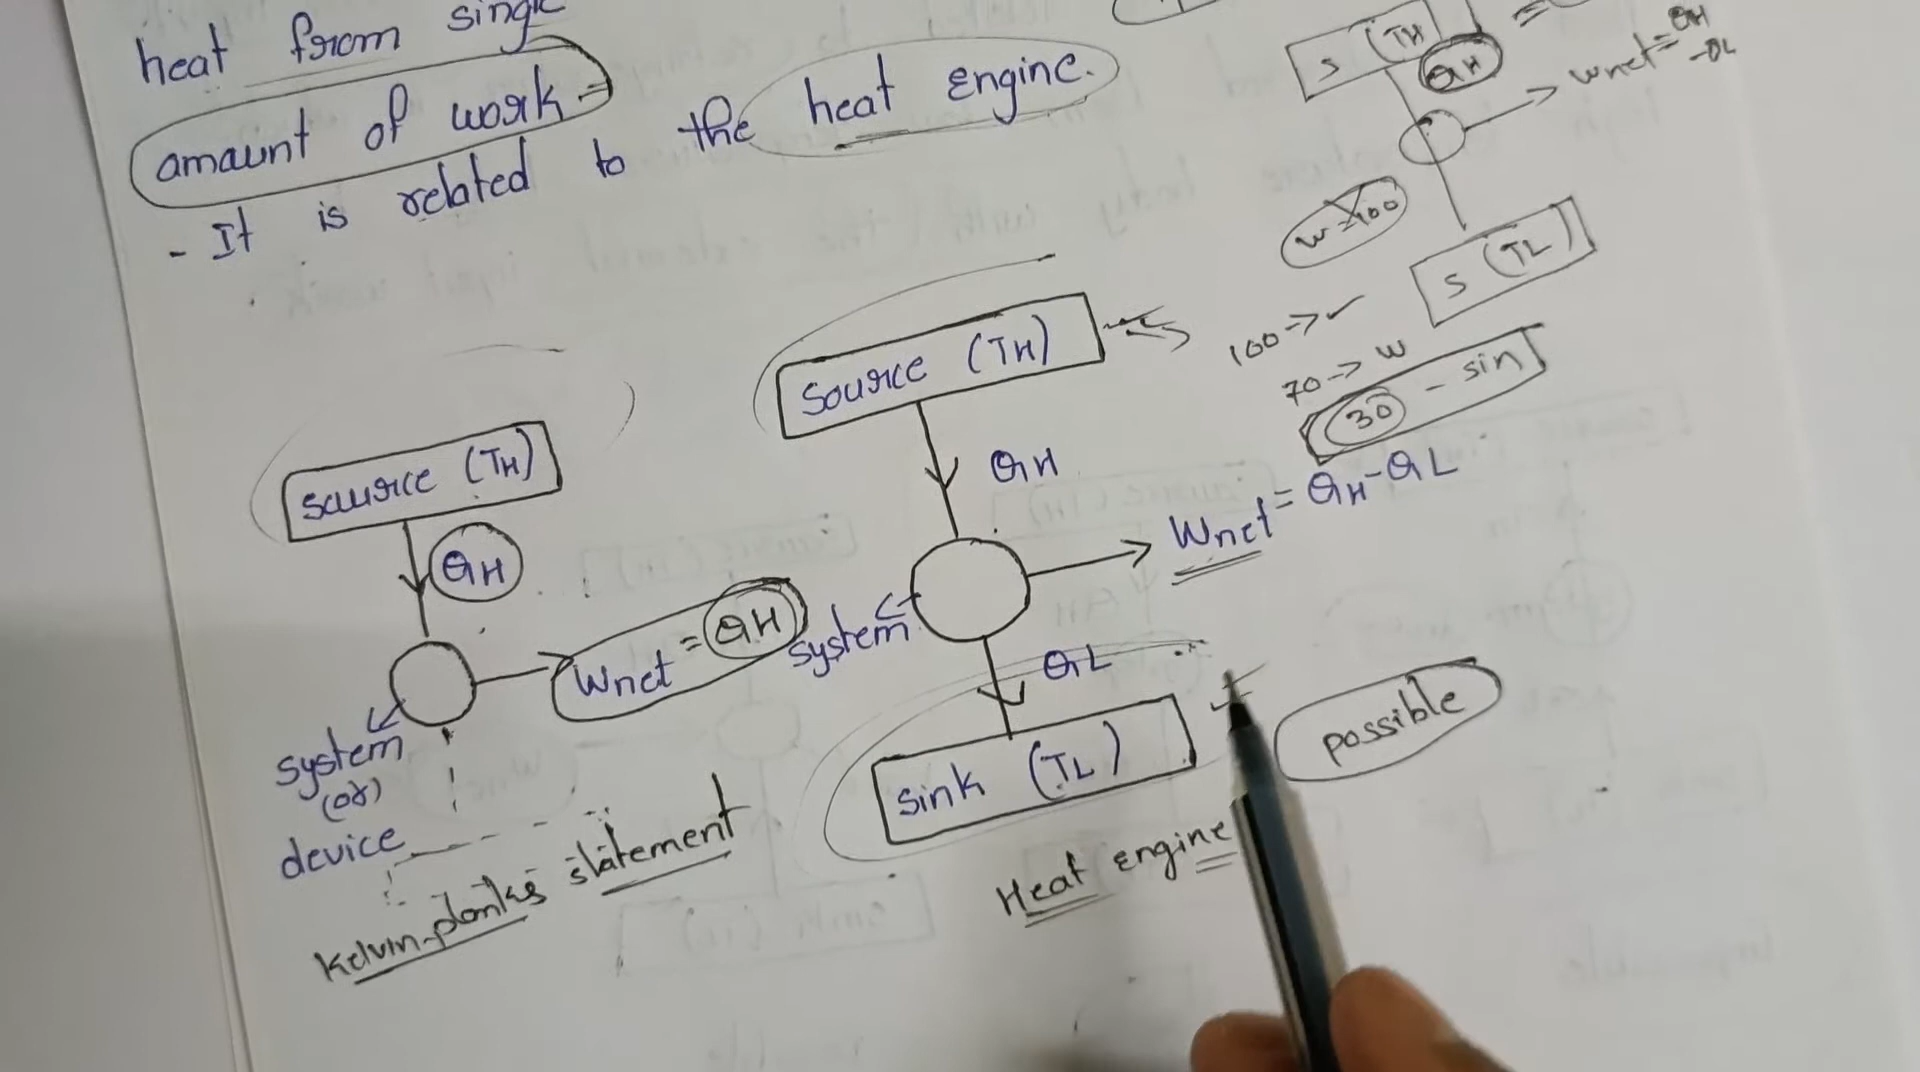 heat from single
amaunt of work
- It is related to the heat engine.
S (TH)
QH
Wnet = QH
-QL
W=100
S (TL)
100 -> ✓
70 -> W
30 - sin
source (TH)
QH
Wnet = QH
system
(or)
device
Kelvin-planks statement
Source (TH)
QH
system
Wnet = QH-QL
QL
sink (TL)
possible
Heat engine